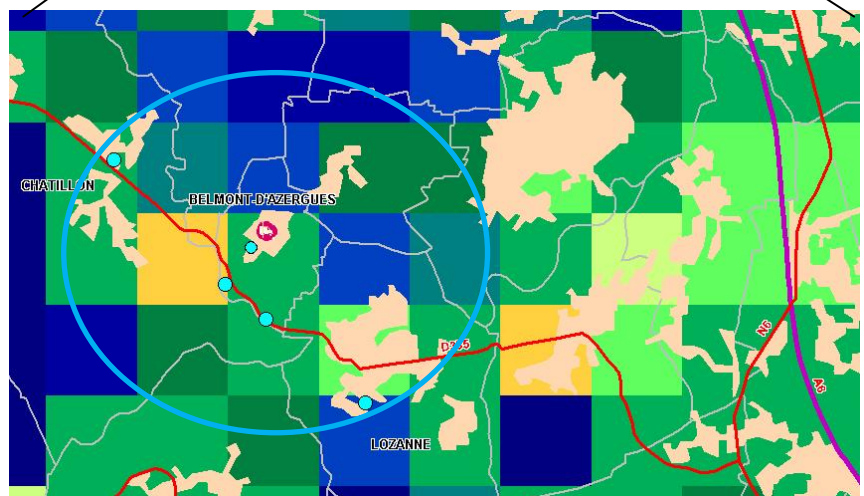 CHATILLON
BELMONT-D'AZERGUES
D385
N6
A6
LOZANNE